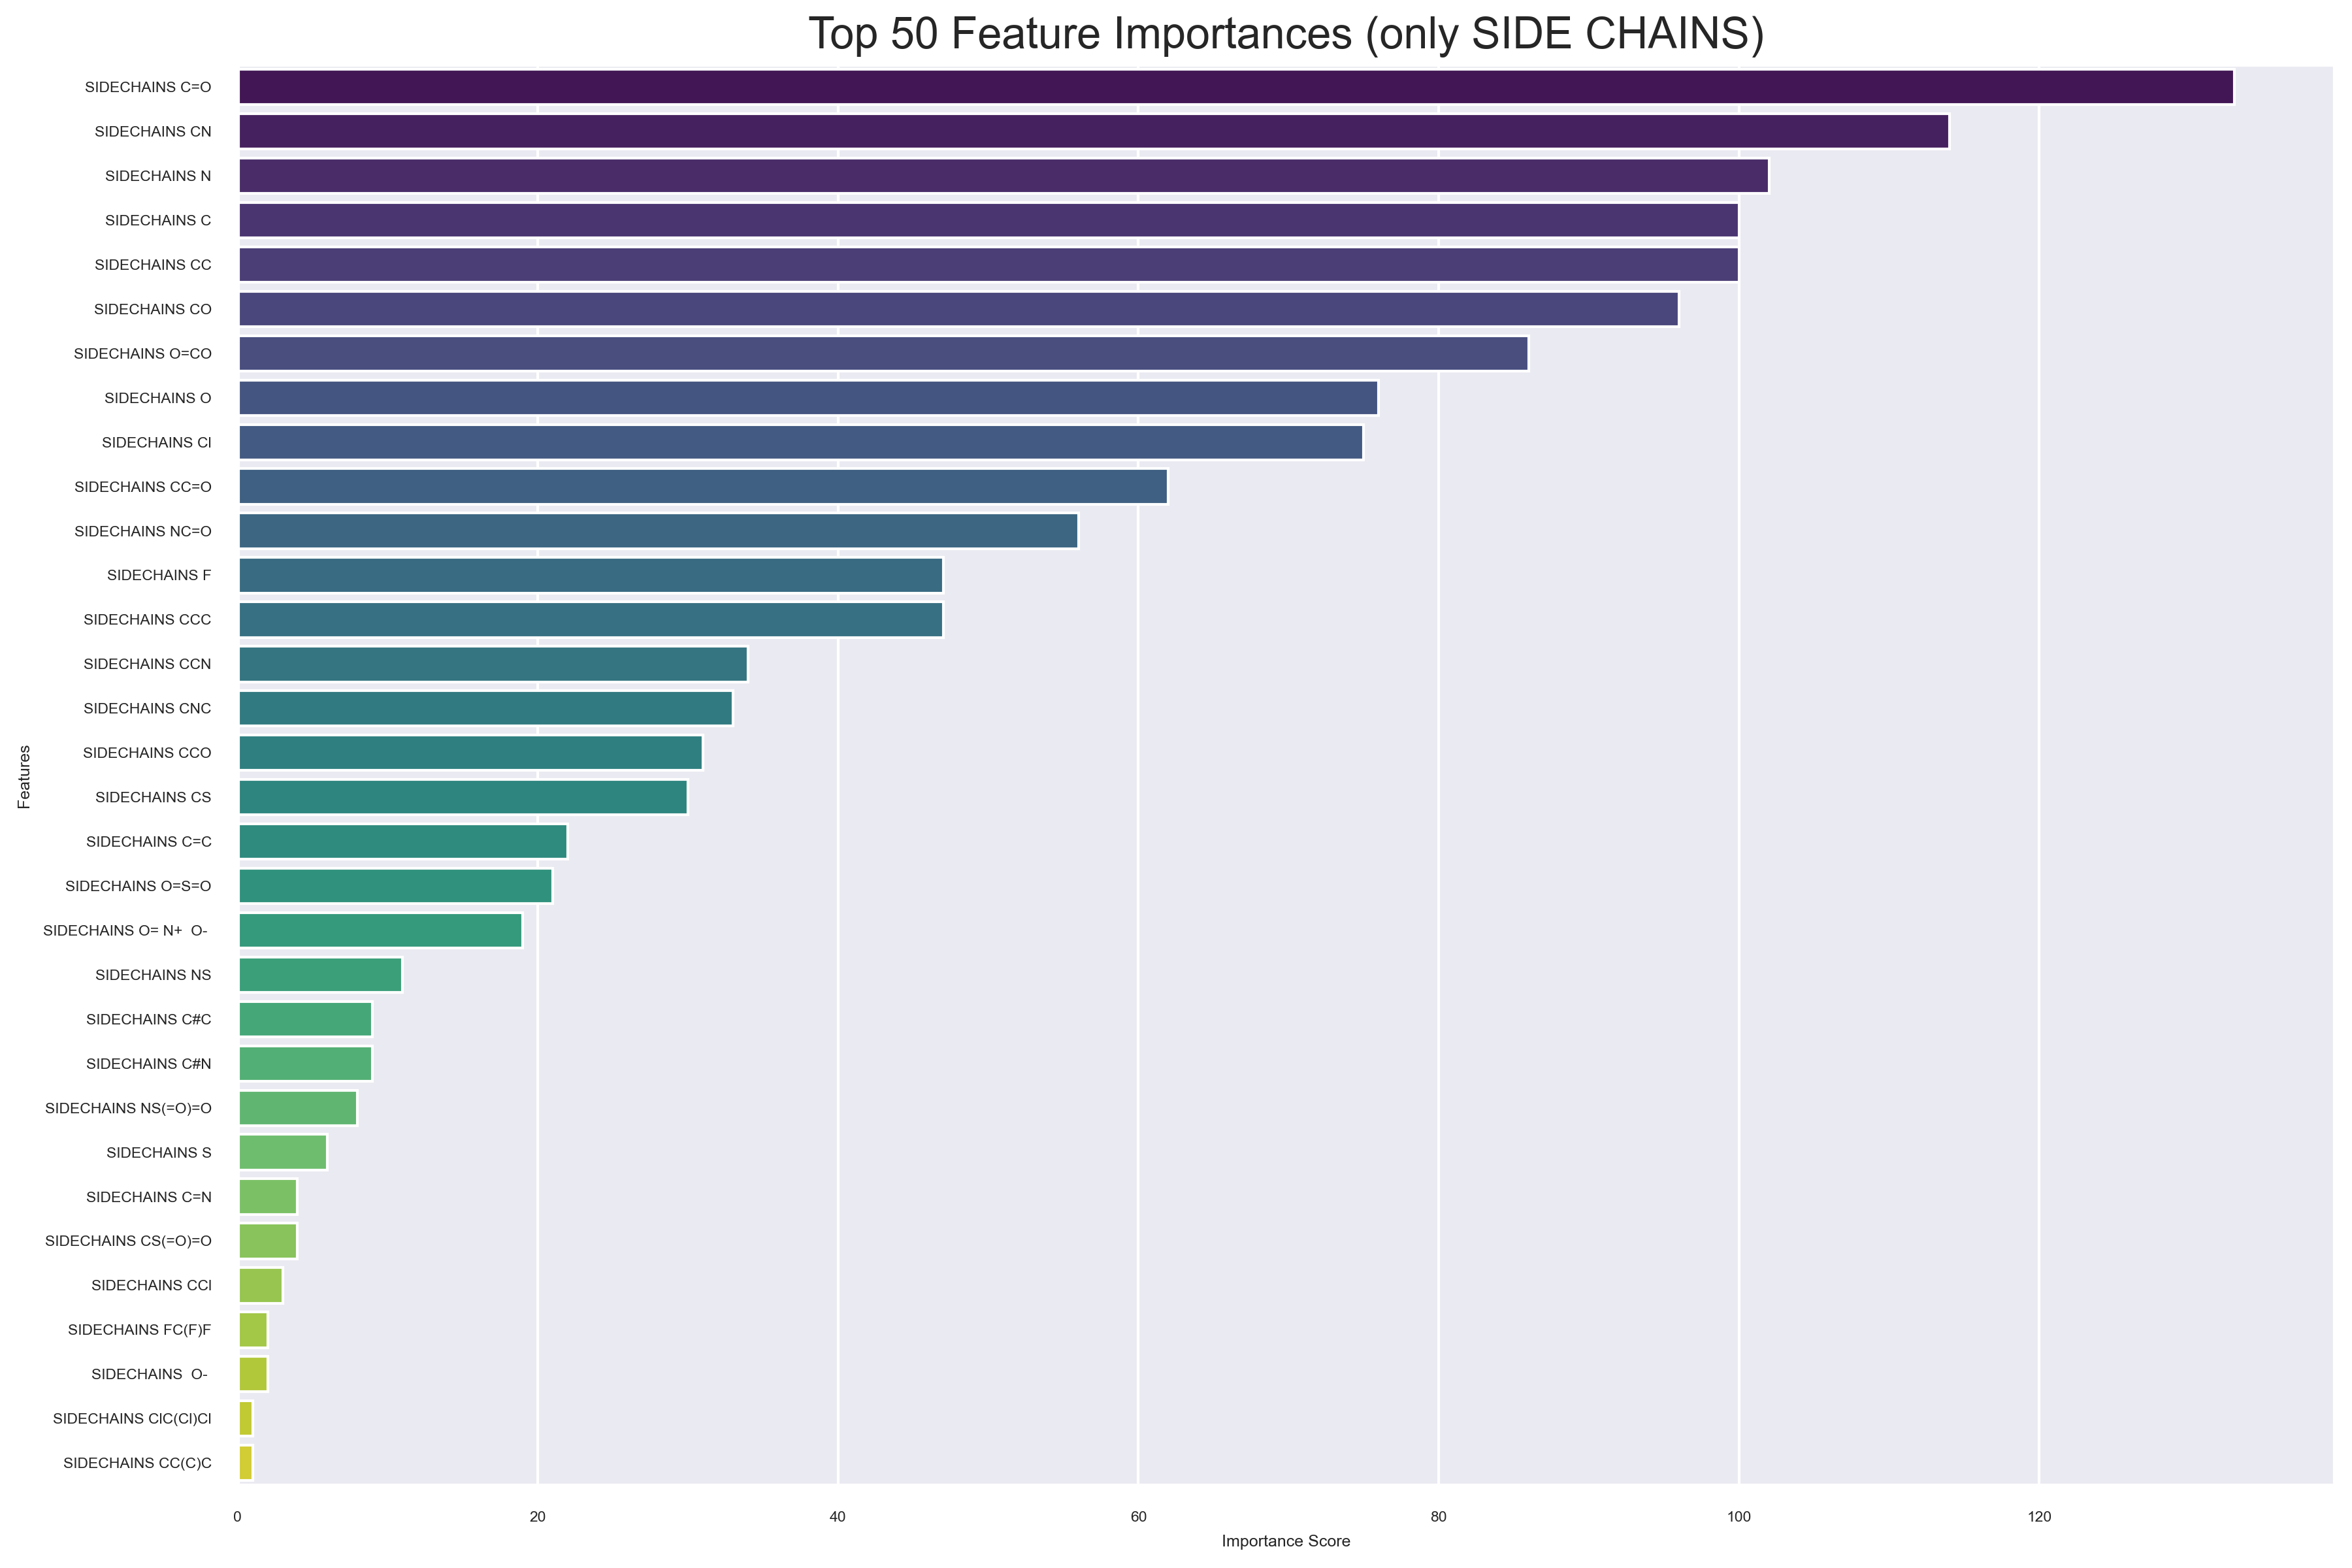 Top 50 Feature Importances (only SIDE CHAINS)
SIDECHAINS C=O
SIDECHAINS CN
SIDECHAINS N
SIDECHAINS C
SIDECHAINS CC
SIDECHAINS CO
SIDECHAINS O=CO
SIDECHAINS O
SIDECHAINS Cl
SIDECHAINS CC=O
SIDECHAINS NC=O
SIDECHAINS F
SIDECHAINS CCC
SIDECHAINS CCN
SIDECHAINS CNC
SIDECHAINS CCO
SIDECHAINS CS
SIDECHAINS C=C
SIDECHAINS O=S=O
SIDECHAINS O= N+  O-
SIDECHAINS NS
SIDECHAINS C#C
SIDECHAINS C#N
SIDECHAINS NS(=O)=O
SIDECHAINS S
SIDECHAINS C=N
SIDECHAINS CS(=O)=O
SIDECHAINS CCl
SIDECHAINS FC(F)F
SIDECHAINS  O-
SIDECHAINS ClC(Cl)Cl
SIDECHAINS CC(C)C
Features
0 20 40 60 80 100 120
Importance Score